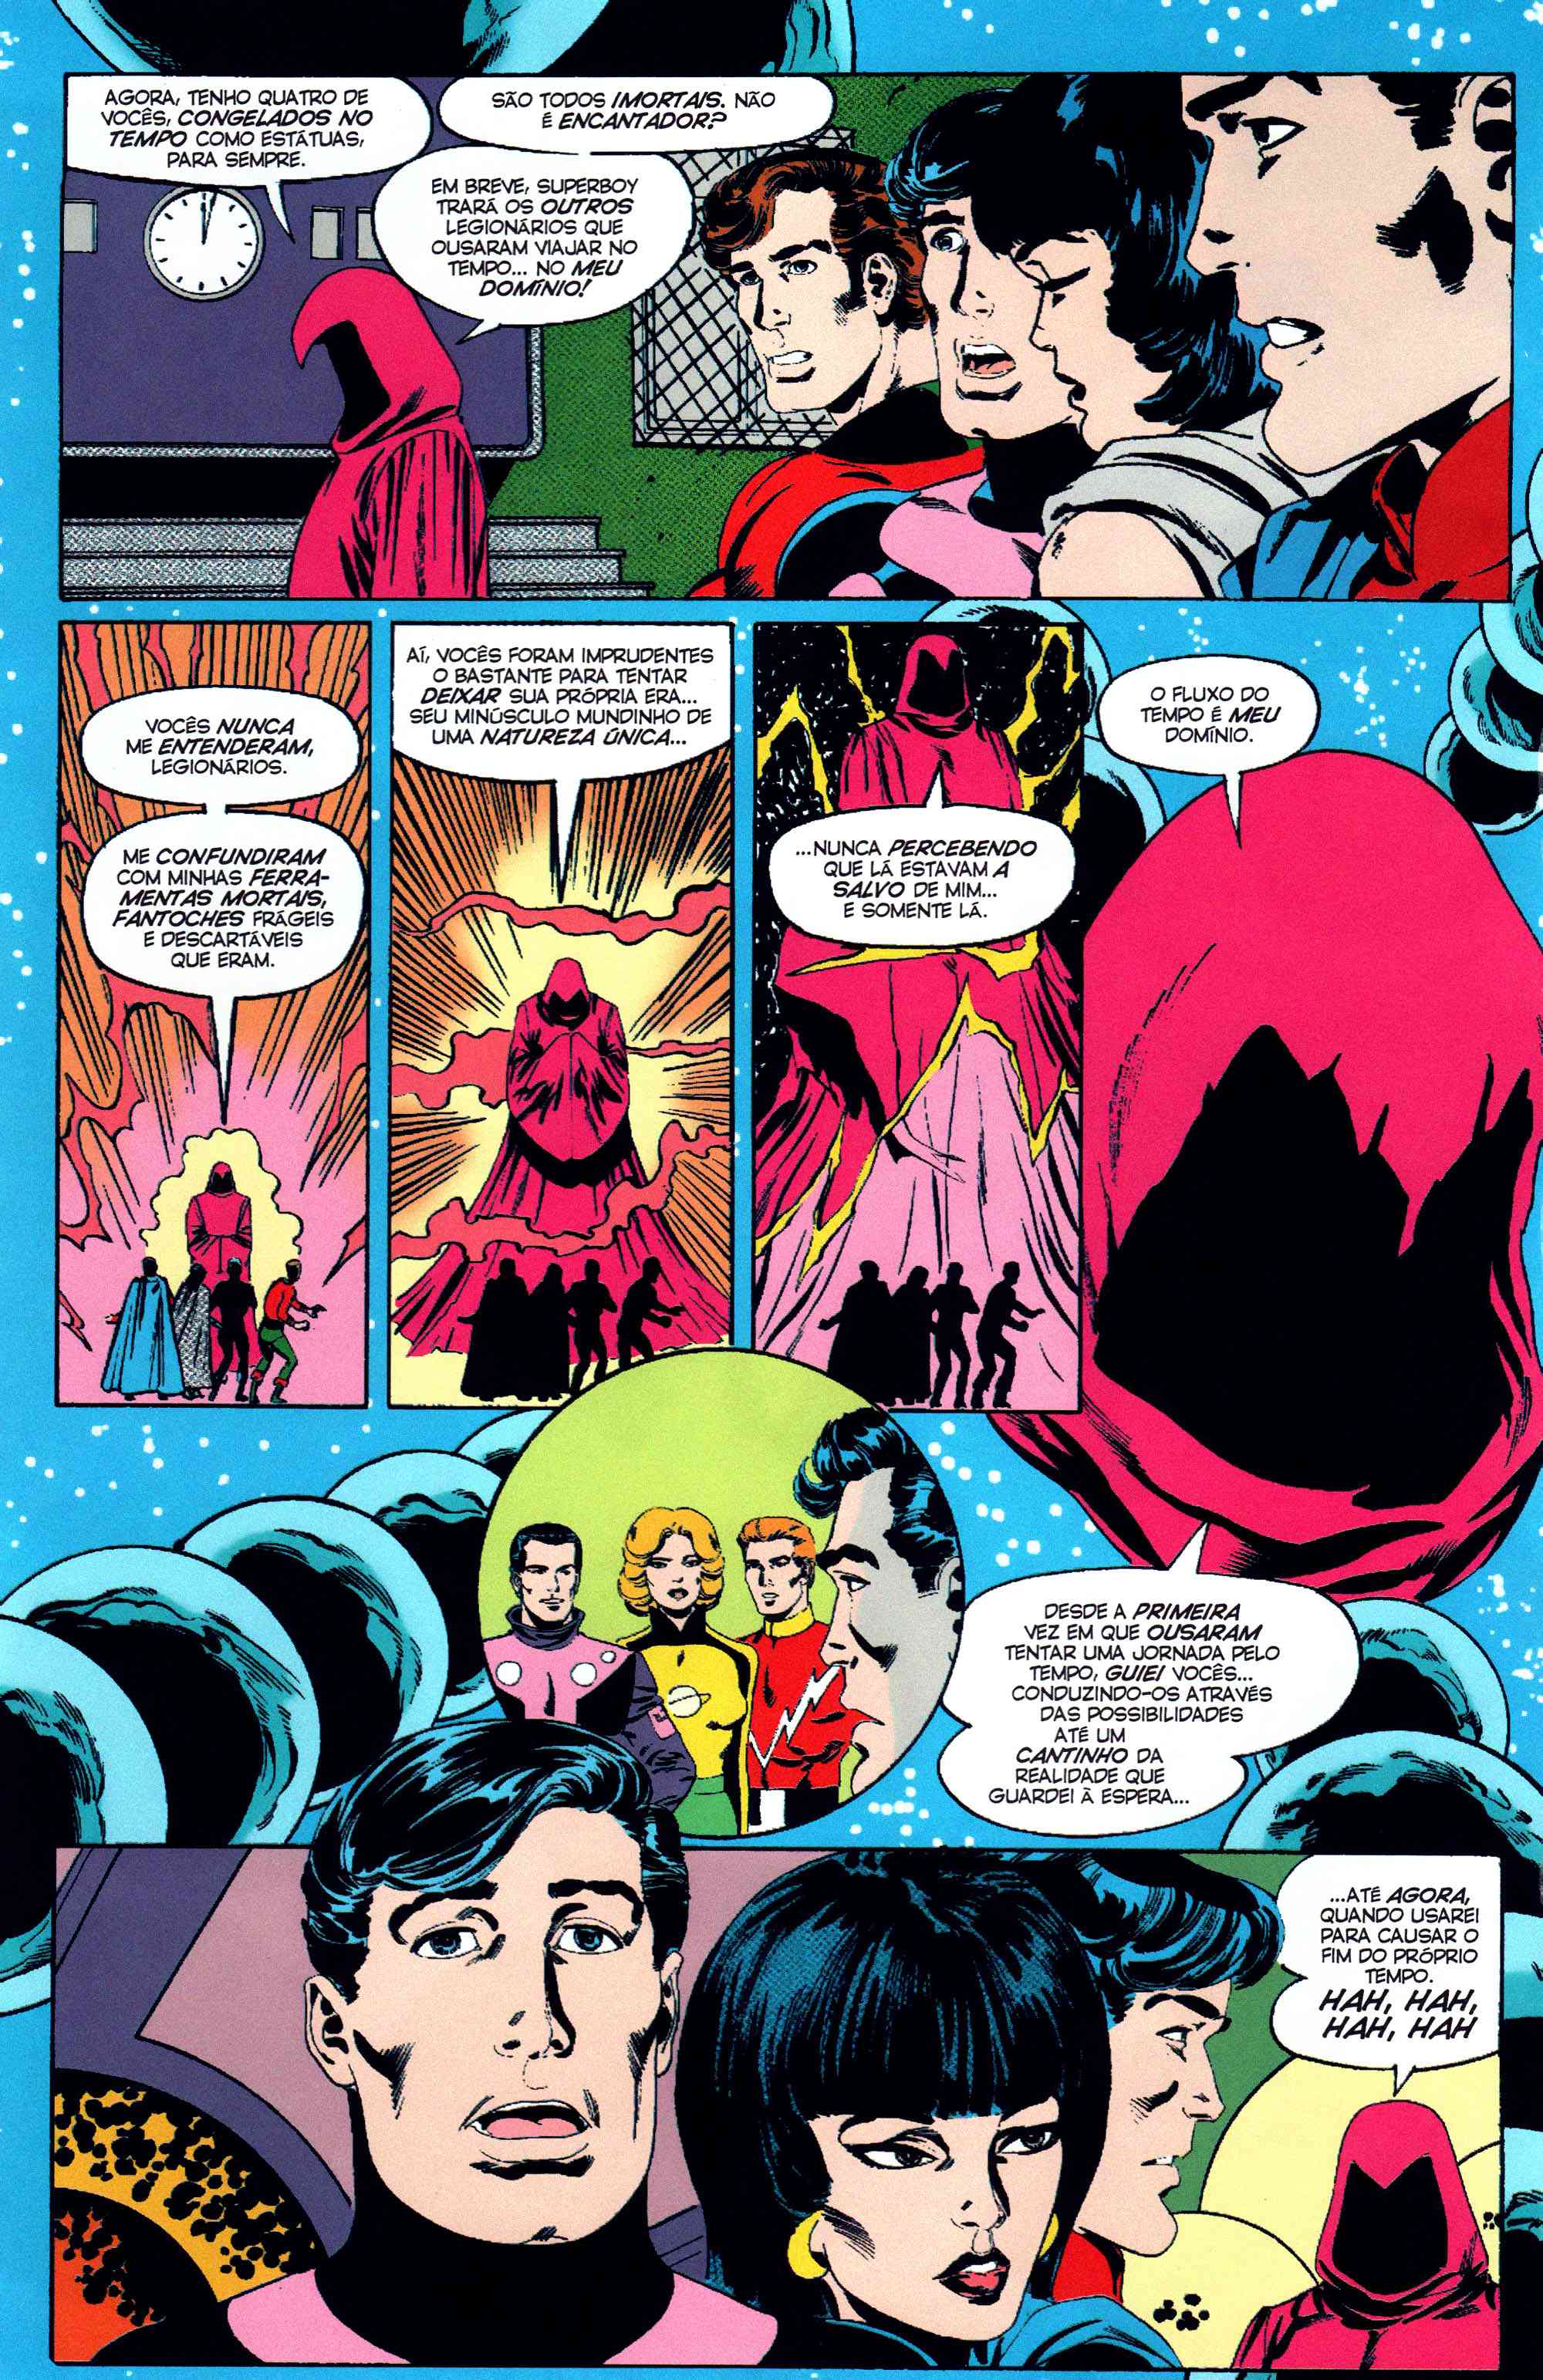 AGORA, TENHO QUATRO DE
VOCÊS, CONGELADOS NO
TEMPO COMO ESTÁTUAS,
PARA SEMPRE.
SÃO TODOS IMORTAIS. NÃO
É ENCANTADOR?
EM BREVE, SUPERBOY
TRARÁ OS OUTROS
LEGIONÁRIOS QUE
OUSARAM VIAJAR NO
TEMPO... NO MEU
DOMÍNIO!
VOCÊS NUNCA
ME ENTENDERAM,
LEGIONÁRIOS.
ME CONFUNDIRAM
COM MINHAS FERRA-
MENTAS MORTAIS,
FANTOCHES FRÁGEIS
E DESCARTÁVEIS
QUE ERAM.
AÍ, VOCÊS FORAM IMPRUDENTES
O BASTANTE PARA TENTAR
DEIXAR SUA PRÓPRIA ERA...
SEU MINÚSCULO MUNDINHO DE
UMA NATUREZA ÚNICA...
...NUNCA PERCEBENDO
QUE LÁ ESTAVAM A
SALVO DE MIM...
E SOMENTE LÁ.
O FLUXO DO
TEMPO É MEU
DOMÍNIO.
DESDE A PRIMEIRA
VEZ EM QUE OUSARAM
TENTAR UMA JORNADA PELO
TEMPO, GUIEI VOCÊS...
CONDUZINDO-OS ATRAVÉS
DAS POSSIBILIDADES
ATÉ UM
CANTINHO DA
REALIDADE QUE
GUARDEI À ESPERA...
...ATÉ AGORA,
QUANDO USAREI
PARA CAUSAR O
FIM DO PRÓPRIO
TEMPO.
HAH, HAH,
HAH, HAH